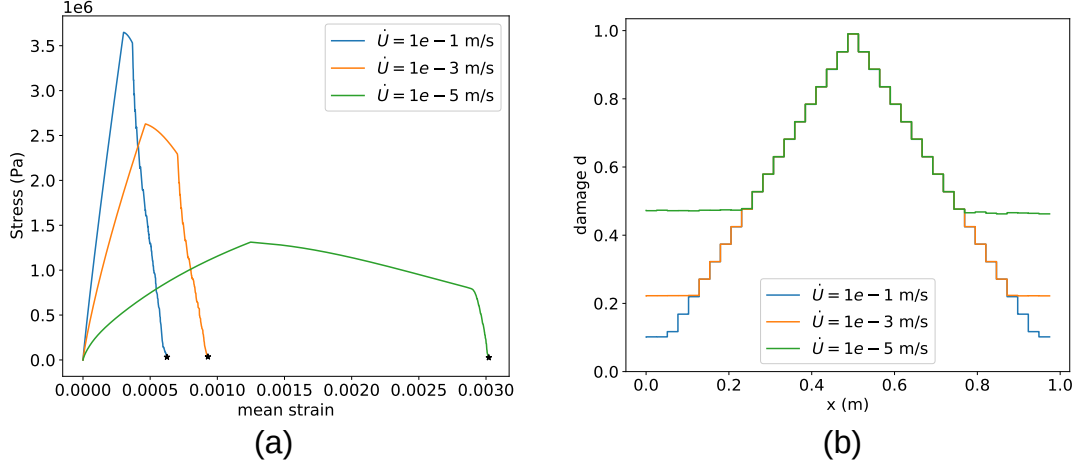 1e6
3.5
3.0
2.5
2.0
1.5
1.0
0.5
0.0
Stress (Pa)
U̇ = 1e − 1 m/s
U̇ = 1e − 3 m/s
U̇ = 1e − 5 m/s
0.0000 0.0005 0.0010 0.0015 0.0020 0.0025 0.0030
mean strain
(a)
1.0
0.8
0.6
0.4
0.2
0.0
damage d
U̇ = 1e − 1 m/s
U̇ = 1e − 3 m/s
U̇ = 1e − 5 m/s
0.0 0.2 0.4 0.6 0.8 1.0
x (m)
(b)